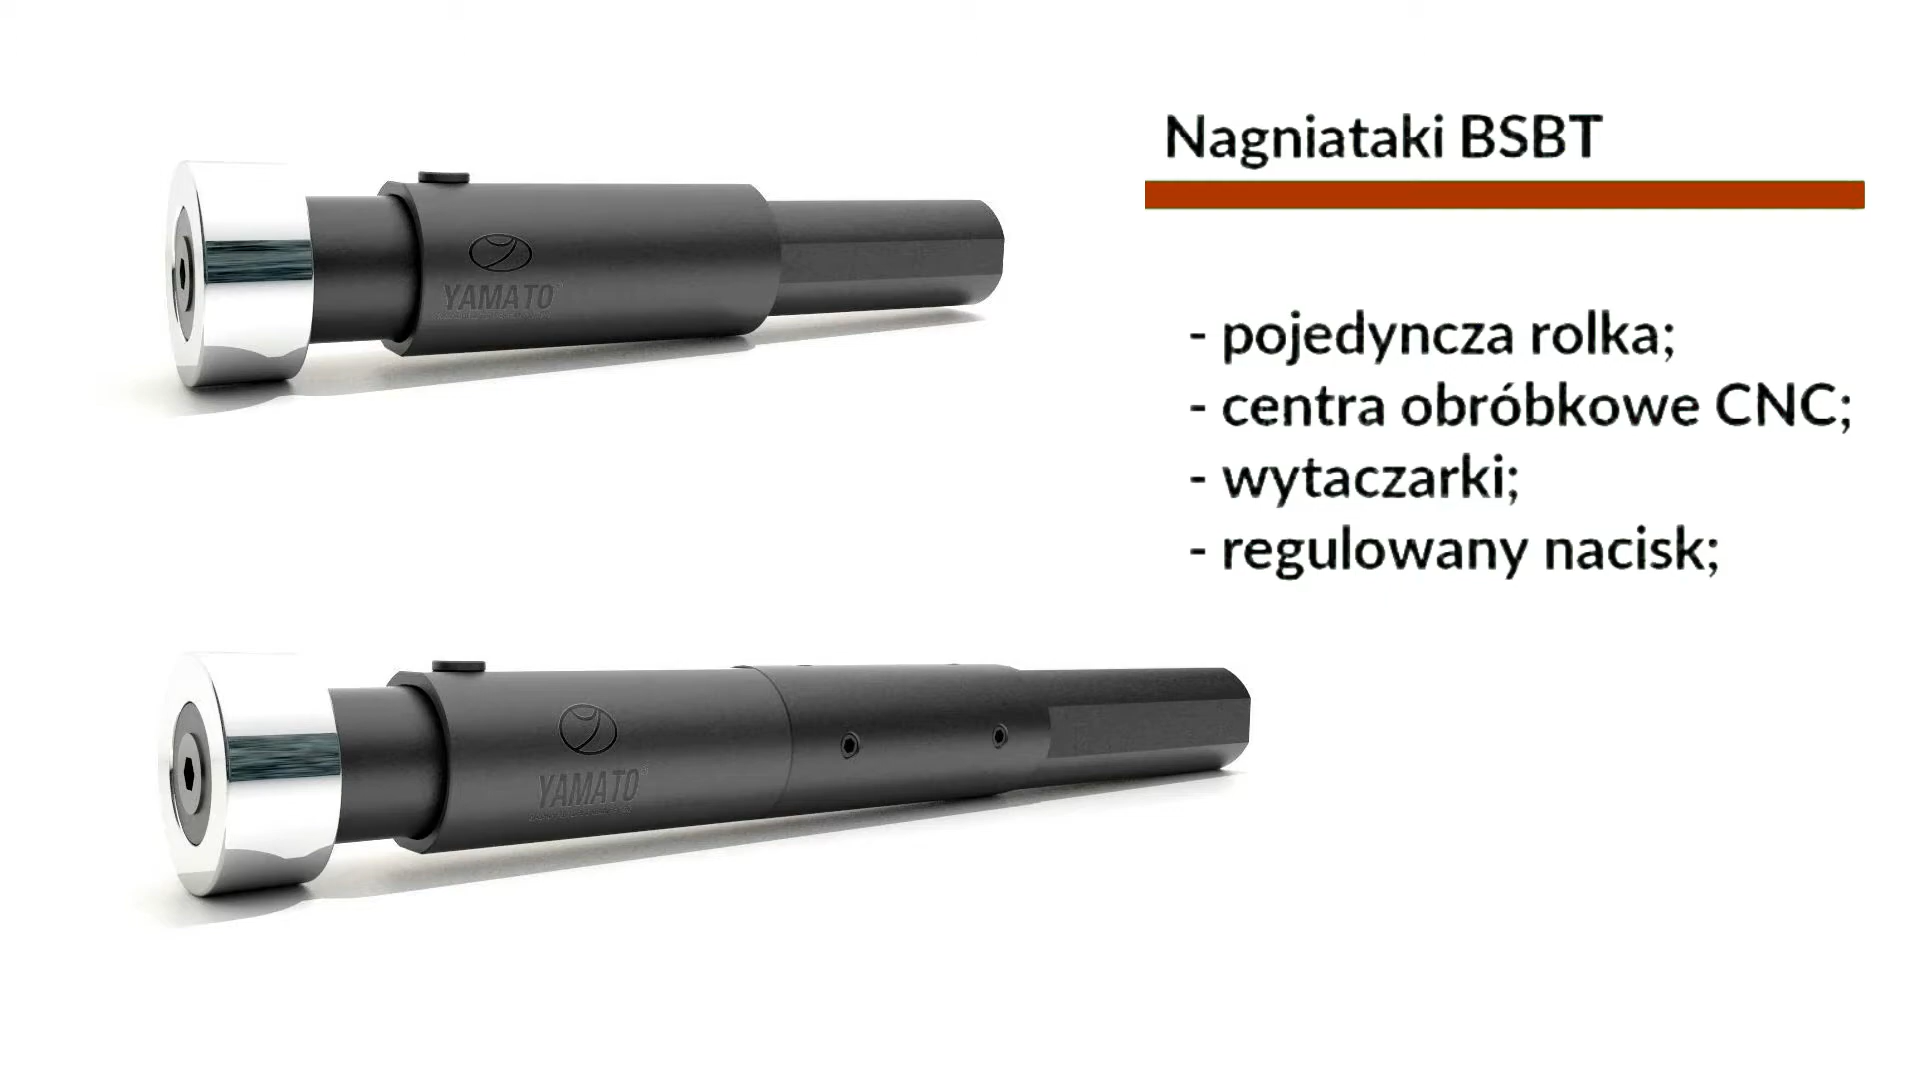 Nagniataki BSBT
- pojedyncza rolka;
- centra obróbkowe CNC;
- wytaczarki;
- regulowany nacisk;
YAMATO
YAMATO